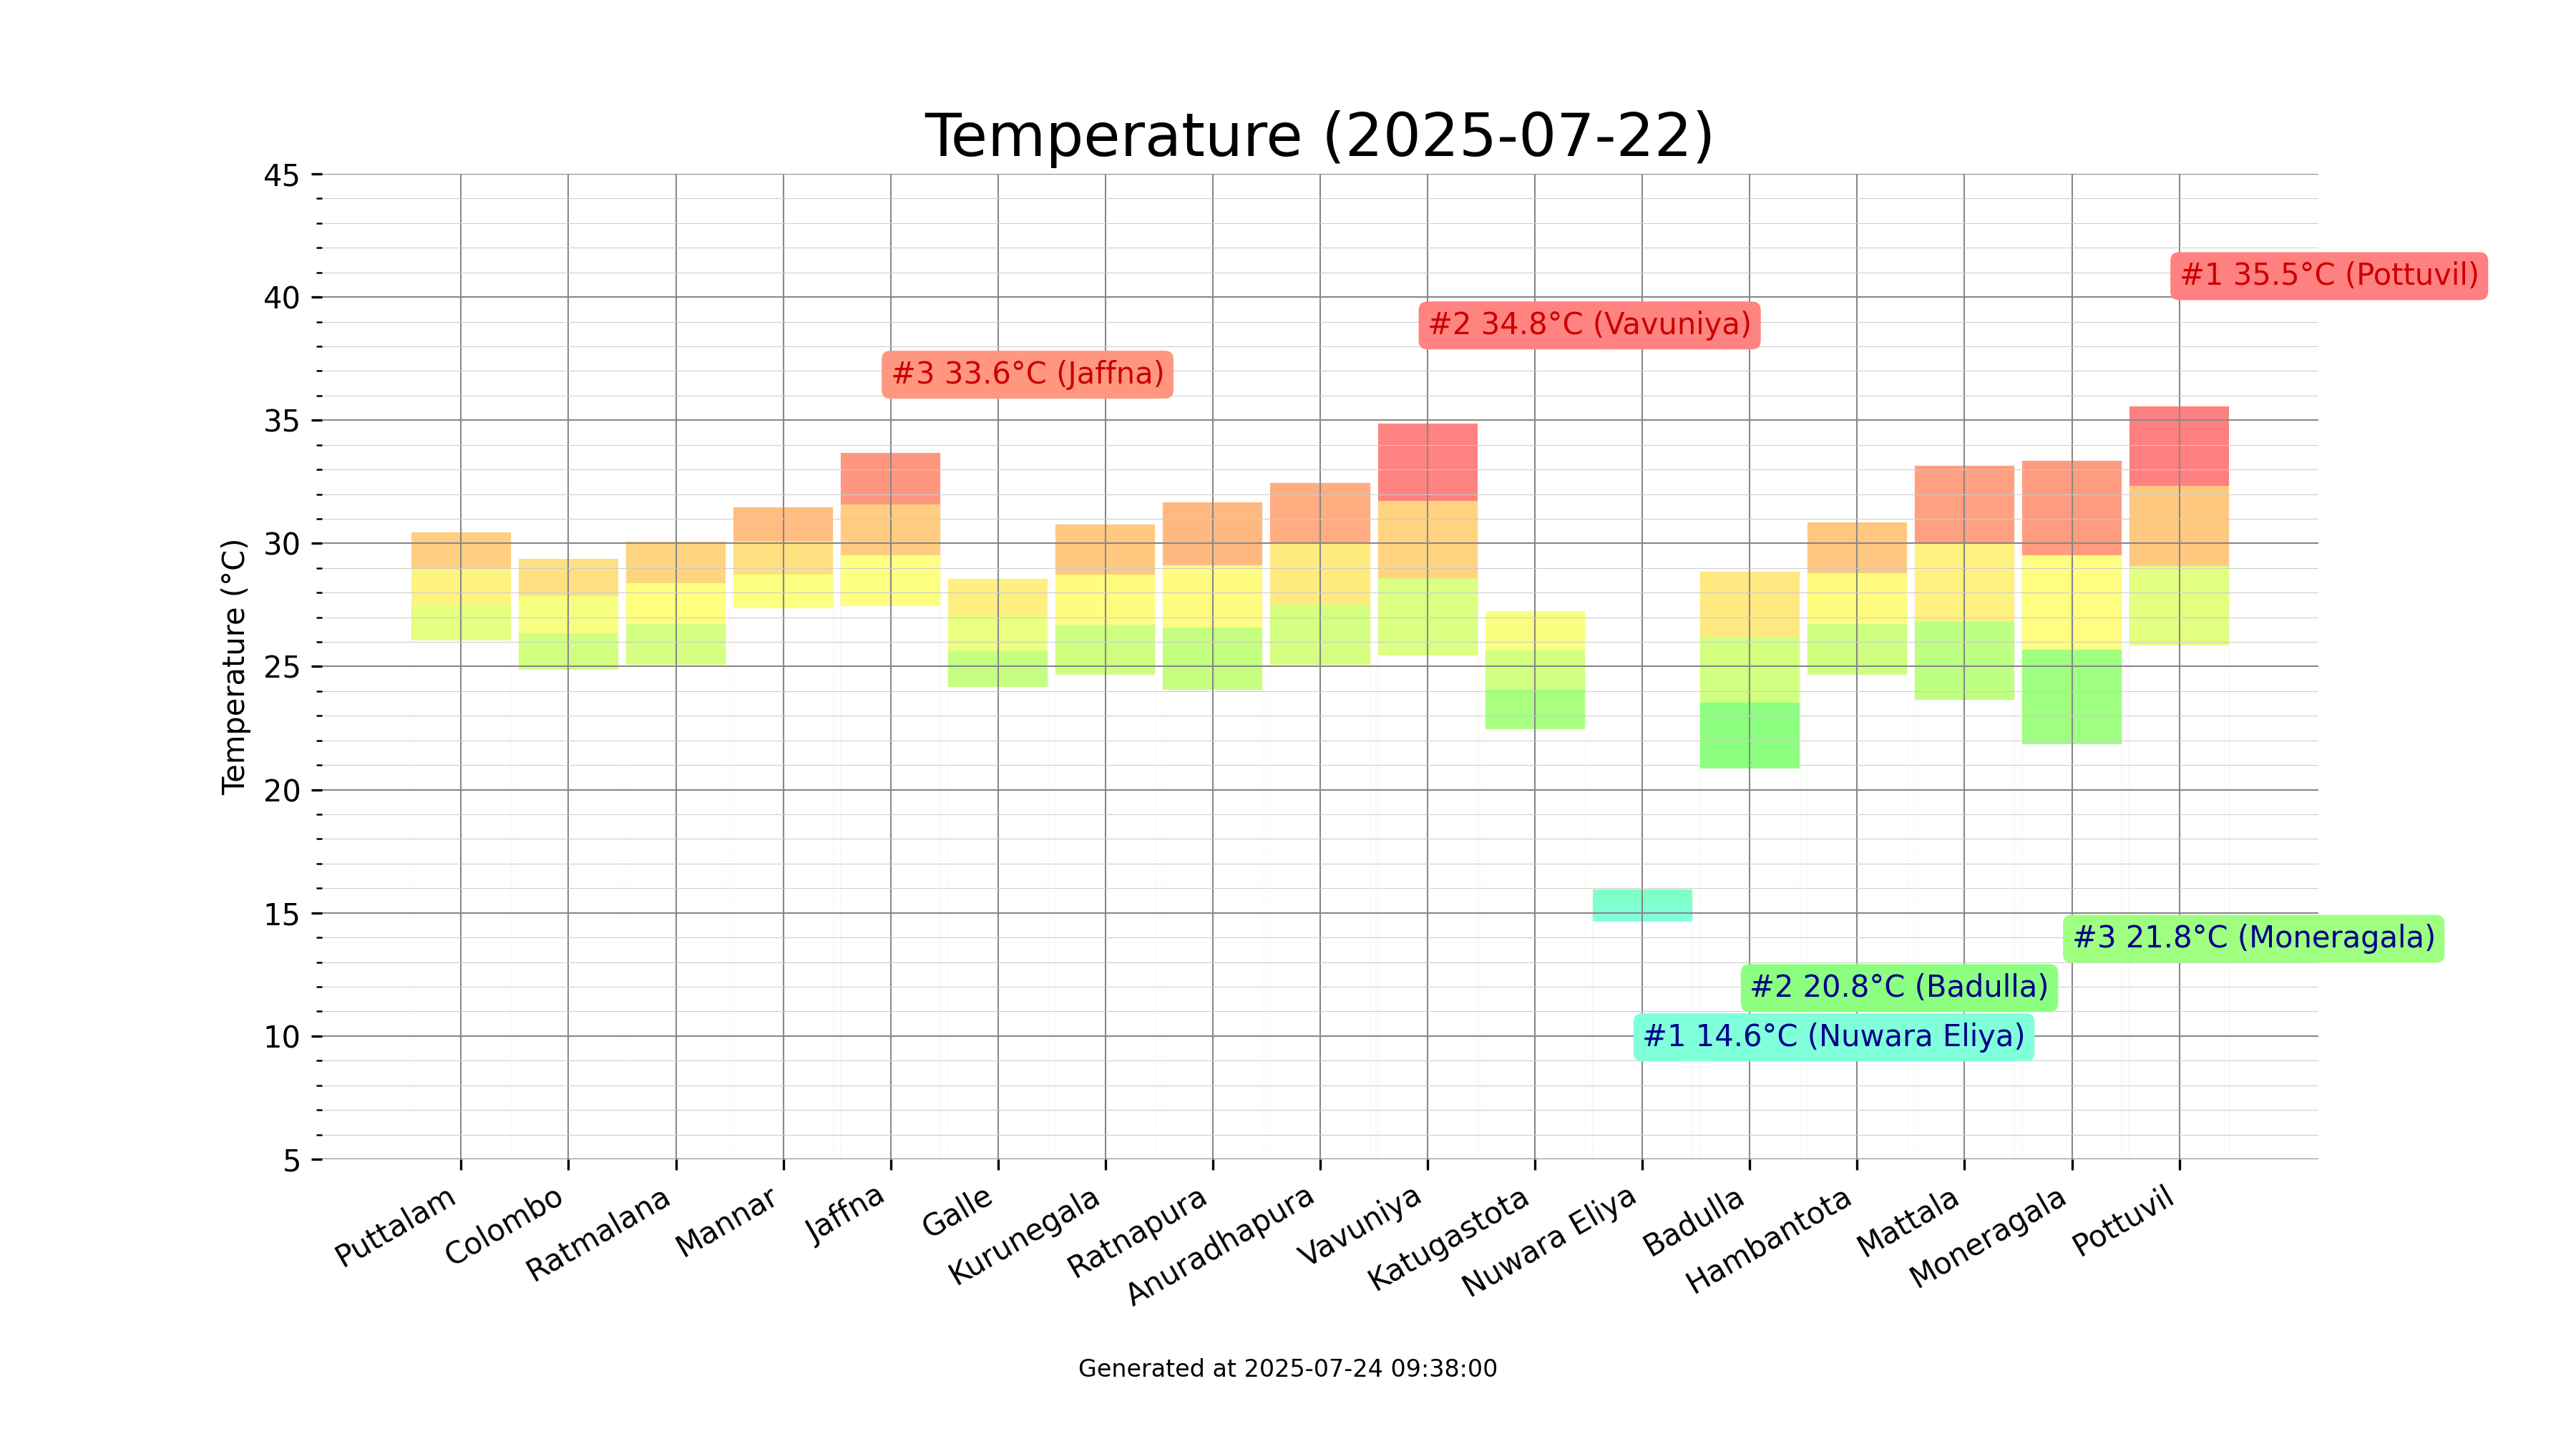 Temperature (2025-07-22)
Temperature (°C)
45
40
35
30
25
20
15
10
5
#1 35.5°C (Pottuvil)
#2 34.8°C (Vavuniya)
#3 33.6°C (Jaffna)
#3 21.8°C (Moneragala)
#2 20.8°C (Badulla)
#1 14.6°C (Nuwara Eliya)
Puttalam
Colombo
Ratmalana
Mannar
Jaffna
Galle
Kurunegala
Ratnapura
Anuradhapura
Vavuniya
Katugastota
Nuwara Eliya
Badulla
Hambantota
Mattala
Moneragala
Pottuvil
Generated at 2025-07-24 09:38:00